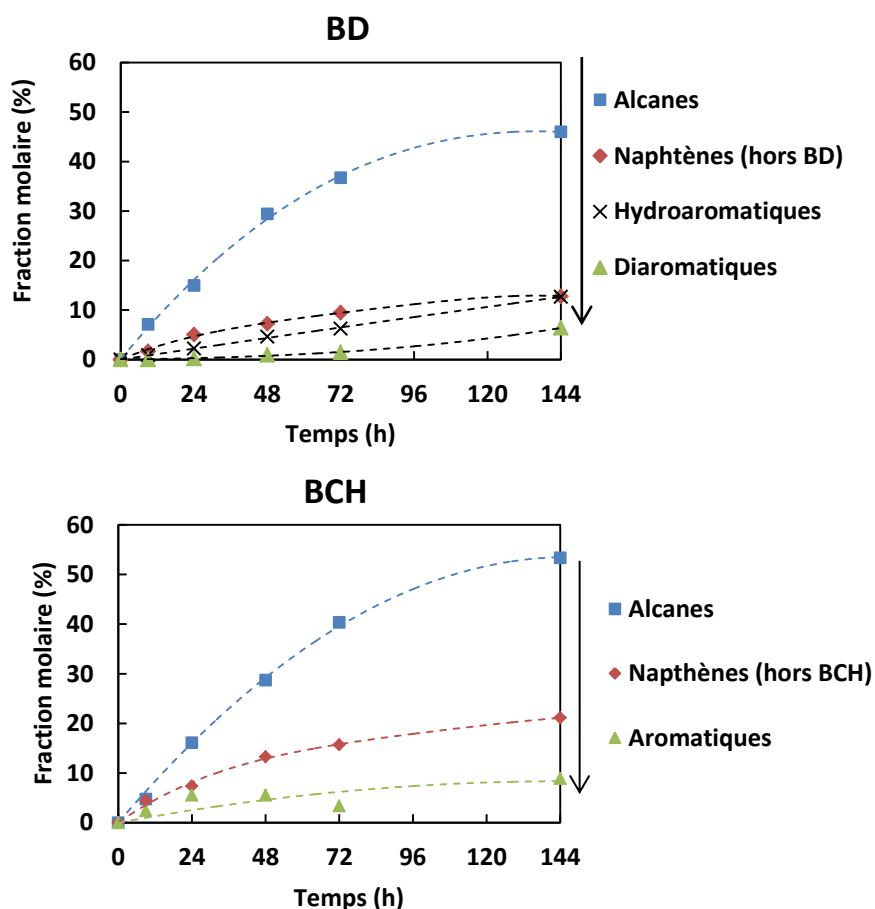 BD
Fraction molaire (%)
60
50
40
30
20
10
0
0 24 48 72 96 120 144
Temps (h)
Alcanes
Naphtènes (hors BD)
Hydroaromatiques
Diaromatiques
BCH
Fraction molaire (%)
60
50
40
30
20
10
0
0 24 48 72 96 120 144
Temps (h)
Alcanes
Napthènes (hors BCH)
Aromatiques